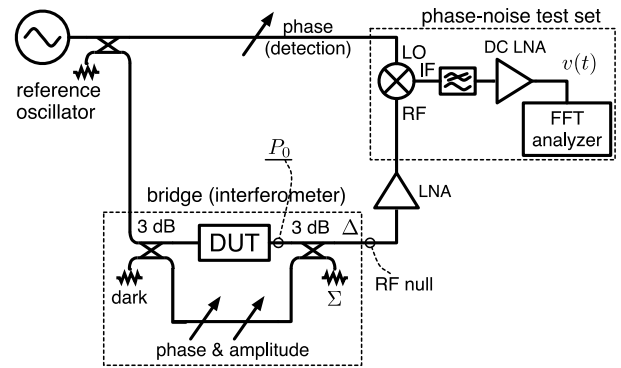 phase-noise test set
phase
(detection)
LO
IF
RF
DC LNA
v(t)
FFT
analyzer
reference
oscillator
P0
LNA
bridge (interferometer)
3 dB
DUT
3 dB
Δ
dark
Σ
RF null
phase & amplitude